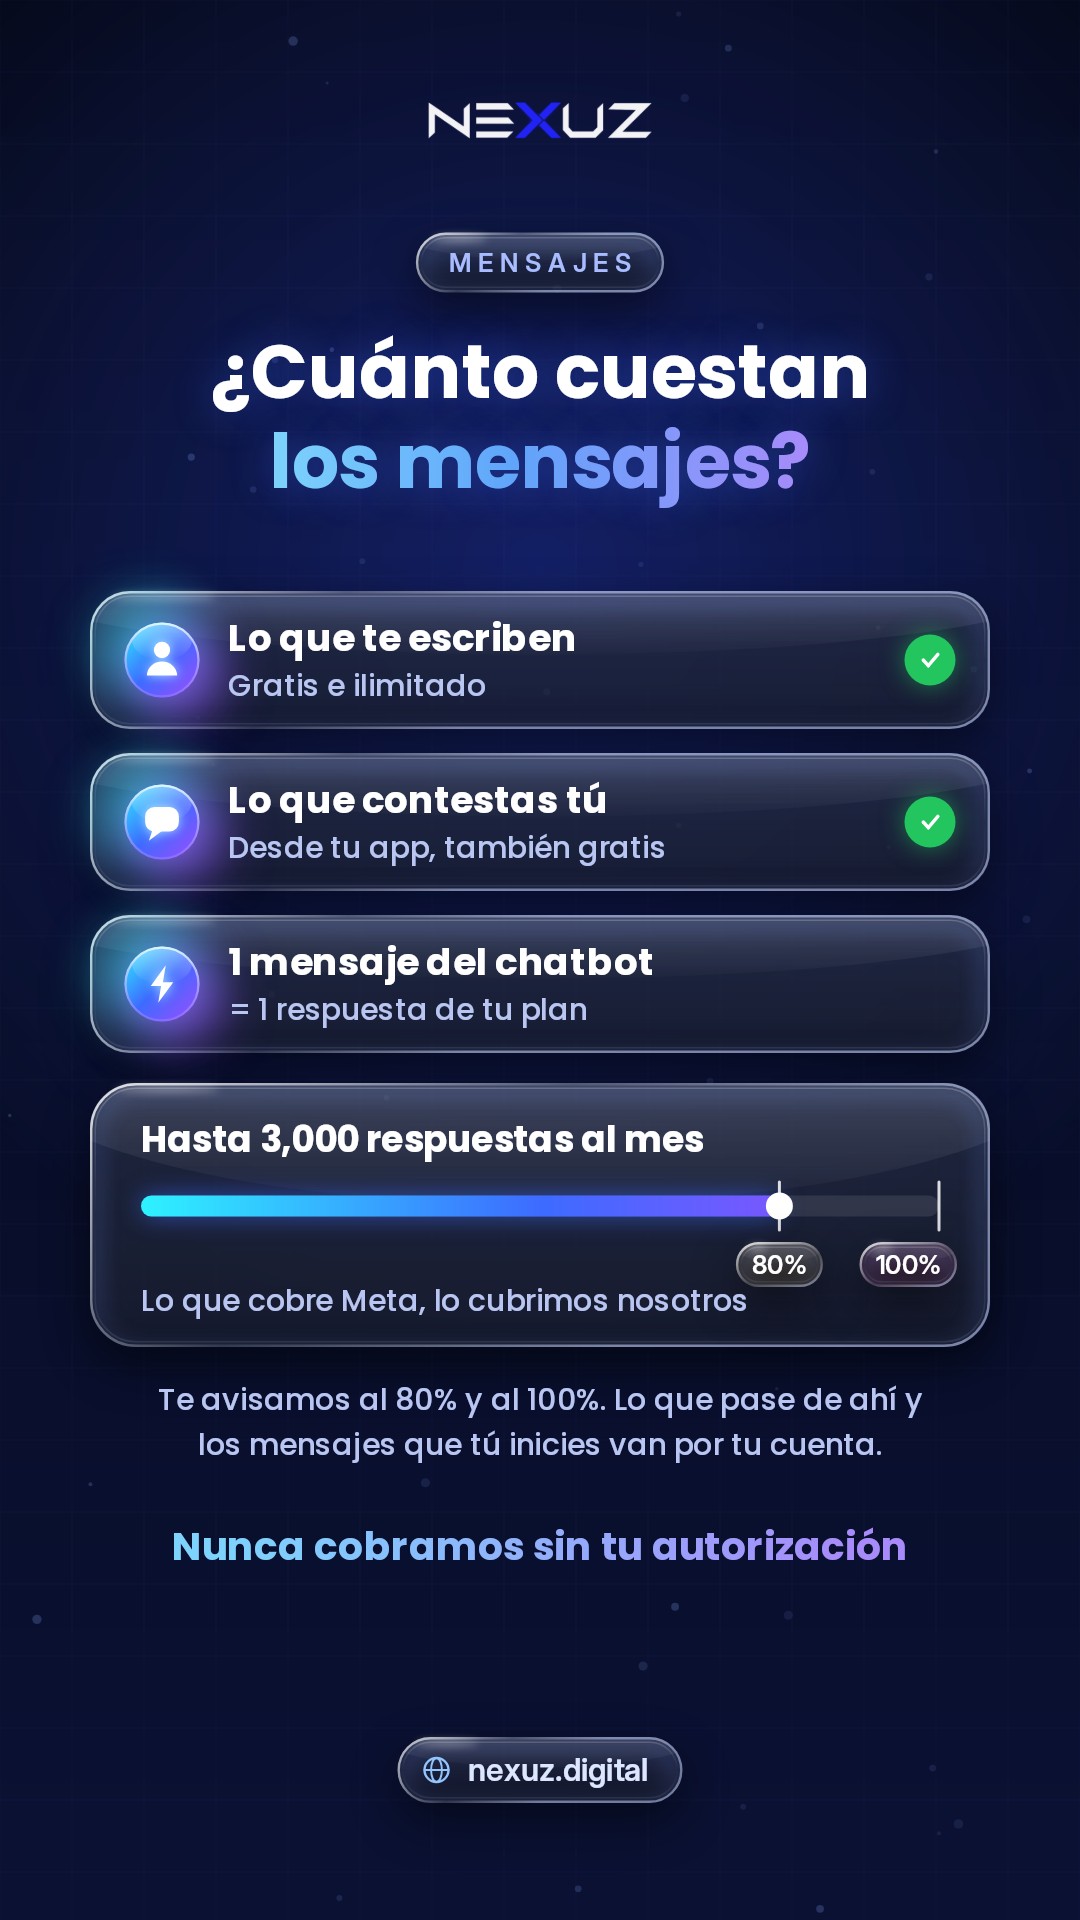 NEXUZ
MENSAJES
¿Cuánto cuestan
los mensajes?
Lo que te escriben
Gratis e ilimitado
Lo que contestas tú
Desde tu app, también gratis
1 mensaje del chatbot
= 1 respuesta de tu plan
Hasta 3,000 respuestas al mes
80% 100%
Lo que cobre Meta, lo cubrimos nosotros
Te avisamos al 80% y al 100%. Lo que pase de ahí y
los mensajes que tú inicies van por tu cuenta.
Nunca cobramos sin tu autorización
nexuz.digital